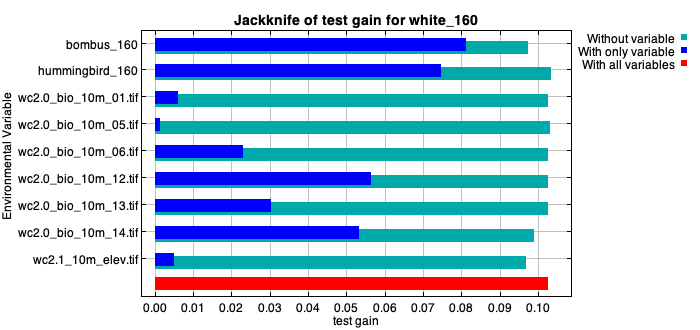 Jackknife of test gain for white_160
Without variable
With only variable
With all variables
Environmental Variable
bombus_160
hummingbird_160
wc2.0_bio_10m_01.tif
wc2.0_bio_10m_05.tif
wc2.0_bio_10m_06.tif
wc2.0_bio_10m_12.tif
wc2.0_bio_10m_13.tif
wc2.0_bio_10m_14.tif
wc2.1_10m_elev.tif
0.00 0.01 0.02 0.03 0.04 0.05 0.06 0.07 0.08 0.09 0.10
test gain